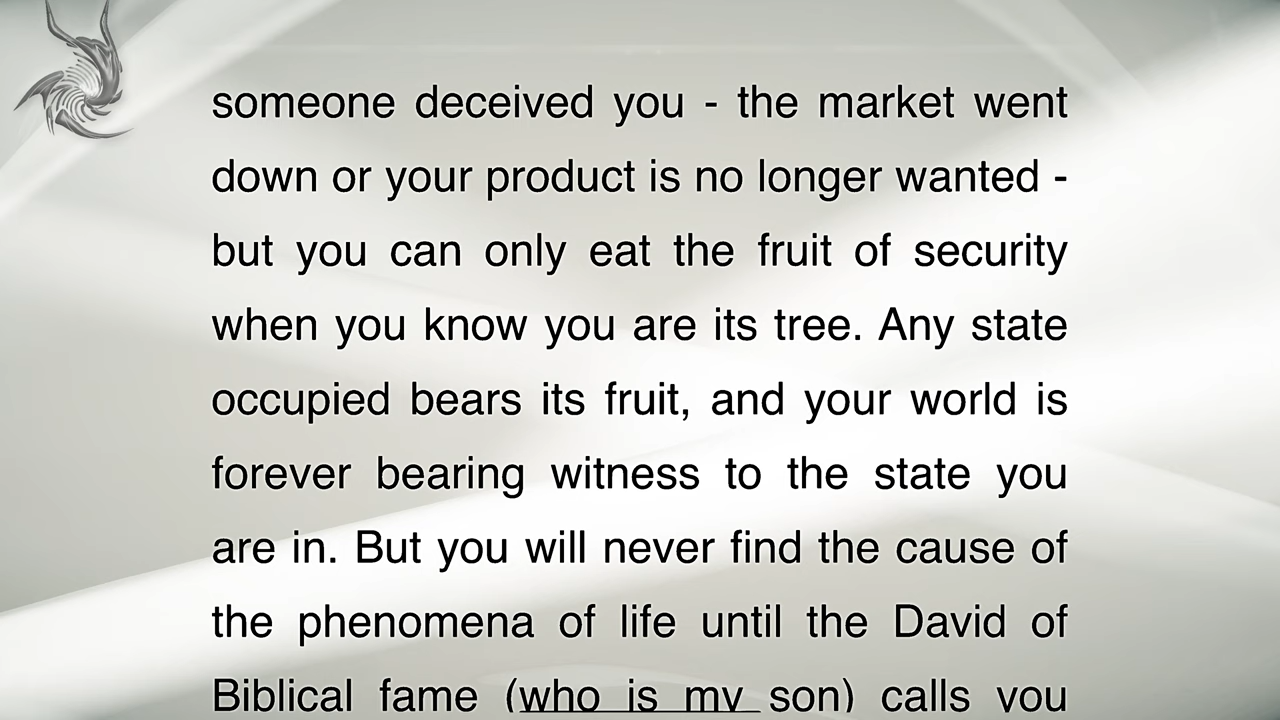 someone deceived you - the market went
down or your product is no longer wanted -
but you can only eat the fruit of security
when you know you are its tree. Any state
occupied bears its fruit, and your world is
forever bearing witness to the state you
are in. But you will never find the cause of
the phenomena of life until the David of
Biblical fame (who is my son) calls you